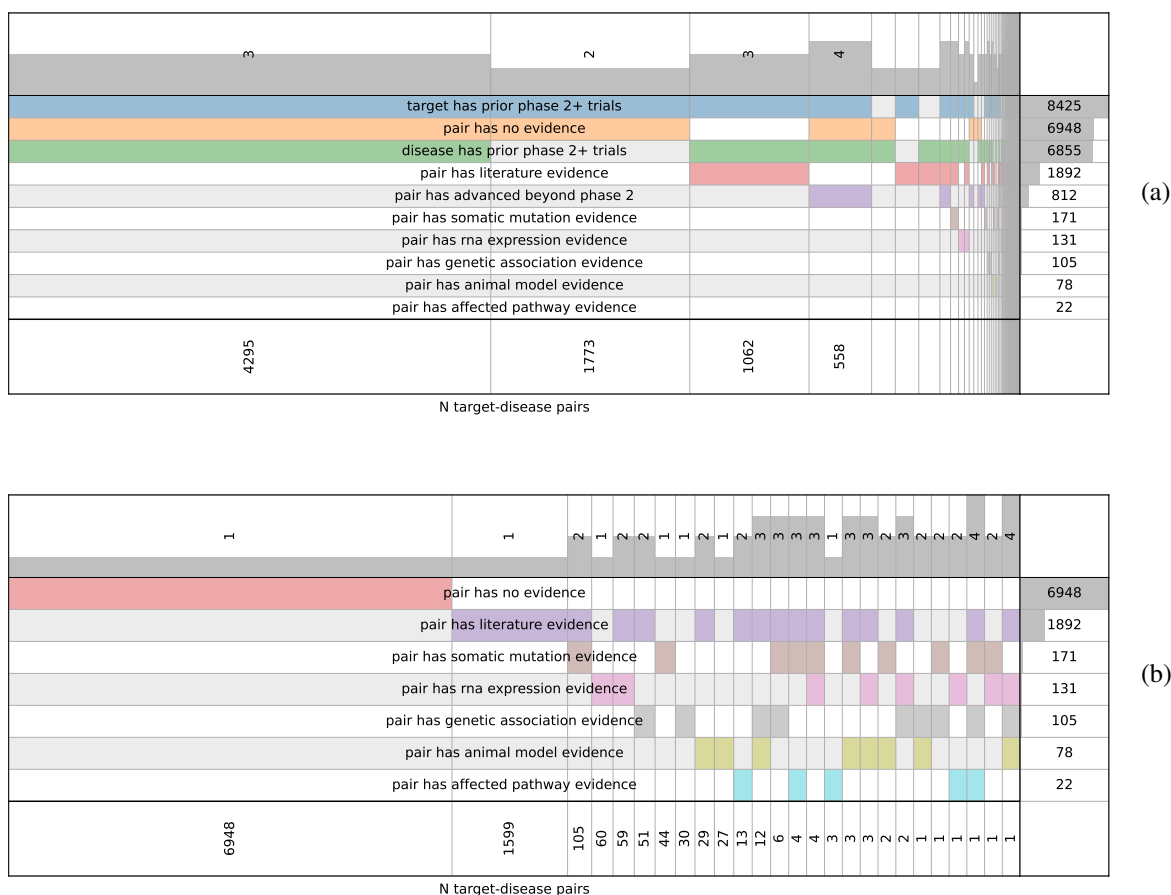 3 2 3 4
target has prior phase 2+ trials 8425
pair has no evidence 6948
disease has prior phase 2+ trials 6855
pair has literature evidence 1892
pair has advanced beyond phase 2 812
pair has somatic mutation evidence 171
pair has rna expression evidence 131
pair has genetic association evidence 105
pair has animal model evidence 78
pair has affected pathway evidence 22
4295 1773 1062 558
N target-disease pairs
(a)
1 1 2 1 2 2 1 1 2 1 2 3 3 3 3 1 3 3 2 3 2 2 2 4 2 4
pair has no evidence 6948
pair has literature evidence 1892
pair has somatic mutation evidence 171
pair has rna expression evidence 131
pair has genetic association evidence 105
pair has animal model evidence 78
pair has affected pathway evidence 22
6948 1599 105 60 59 51 44 30 29 27 13 12 6 4 4 3 3 3 2 2 1 1 1 1 1 1
N target-disease pairs
(b)